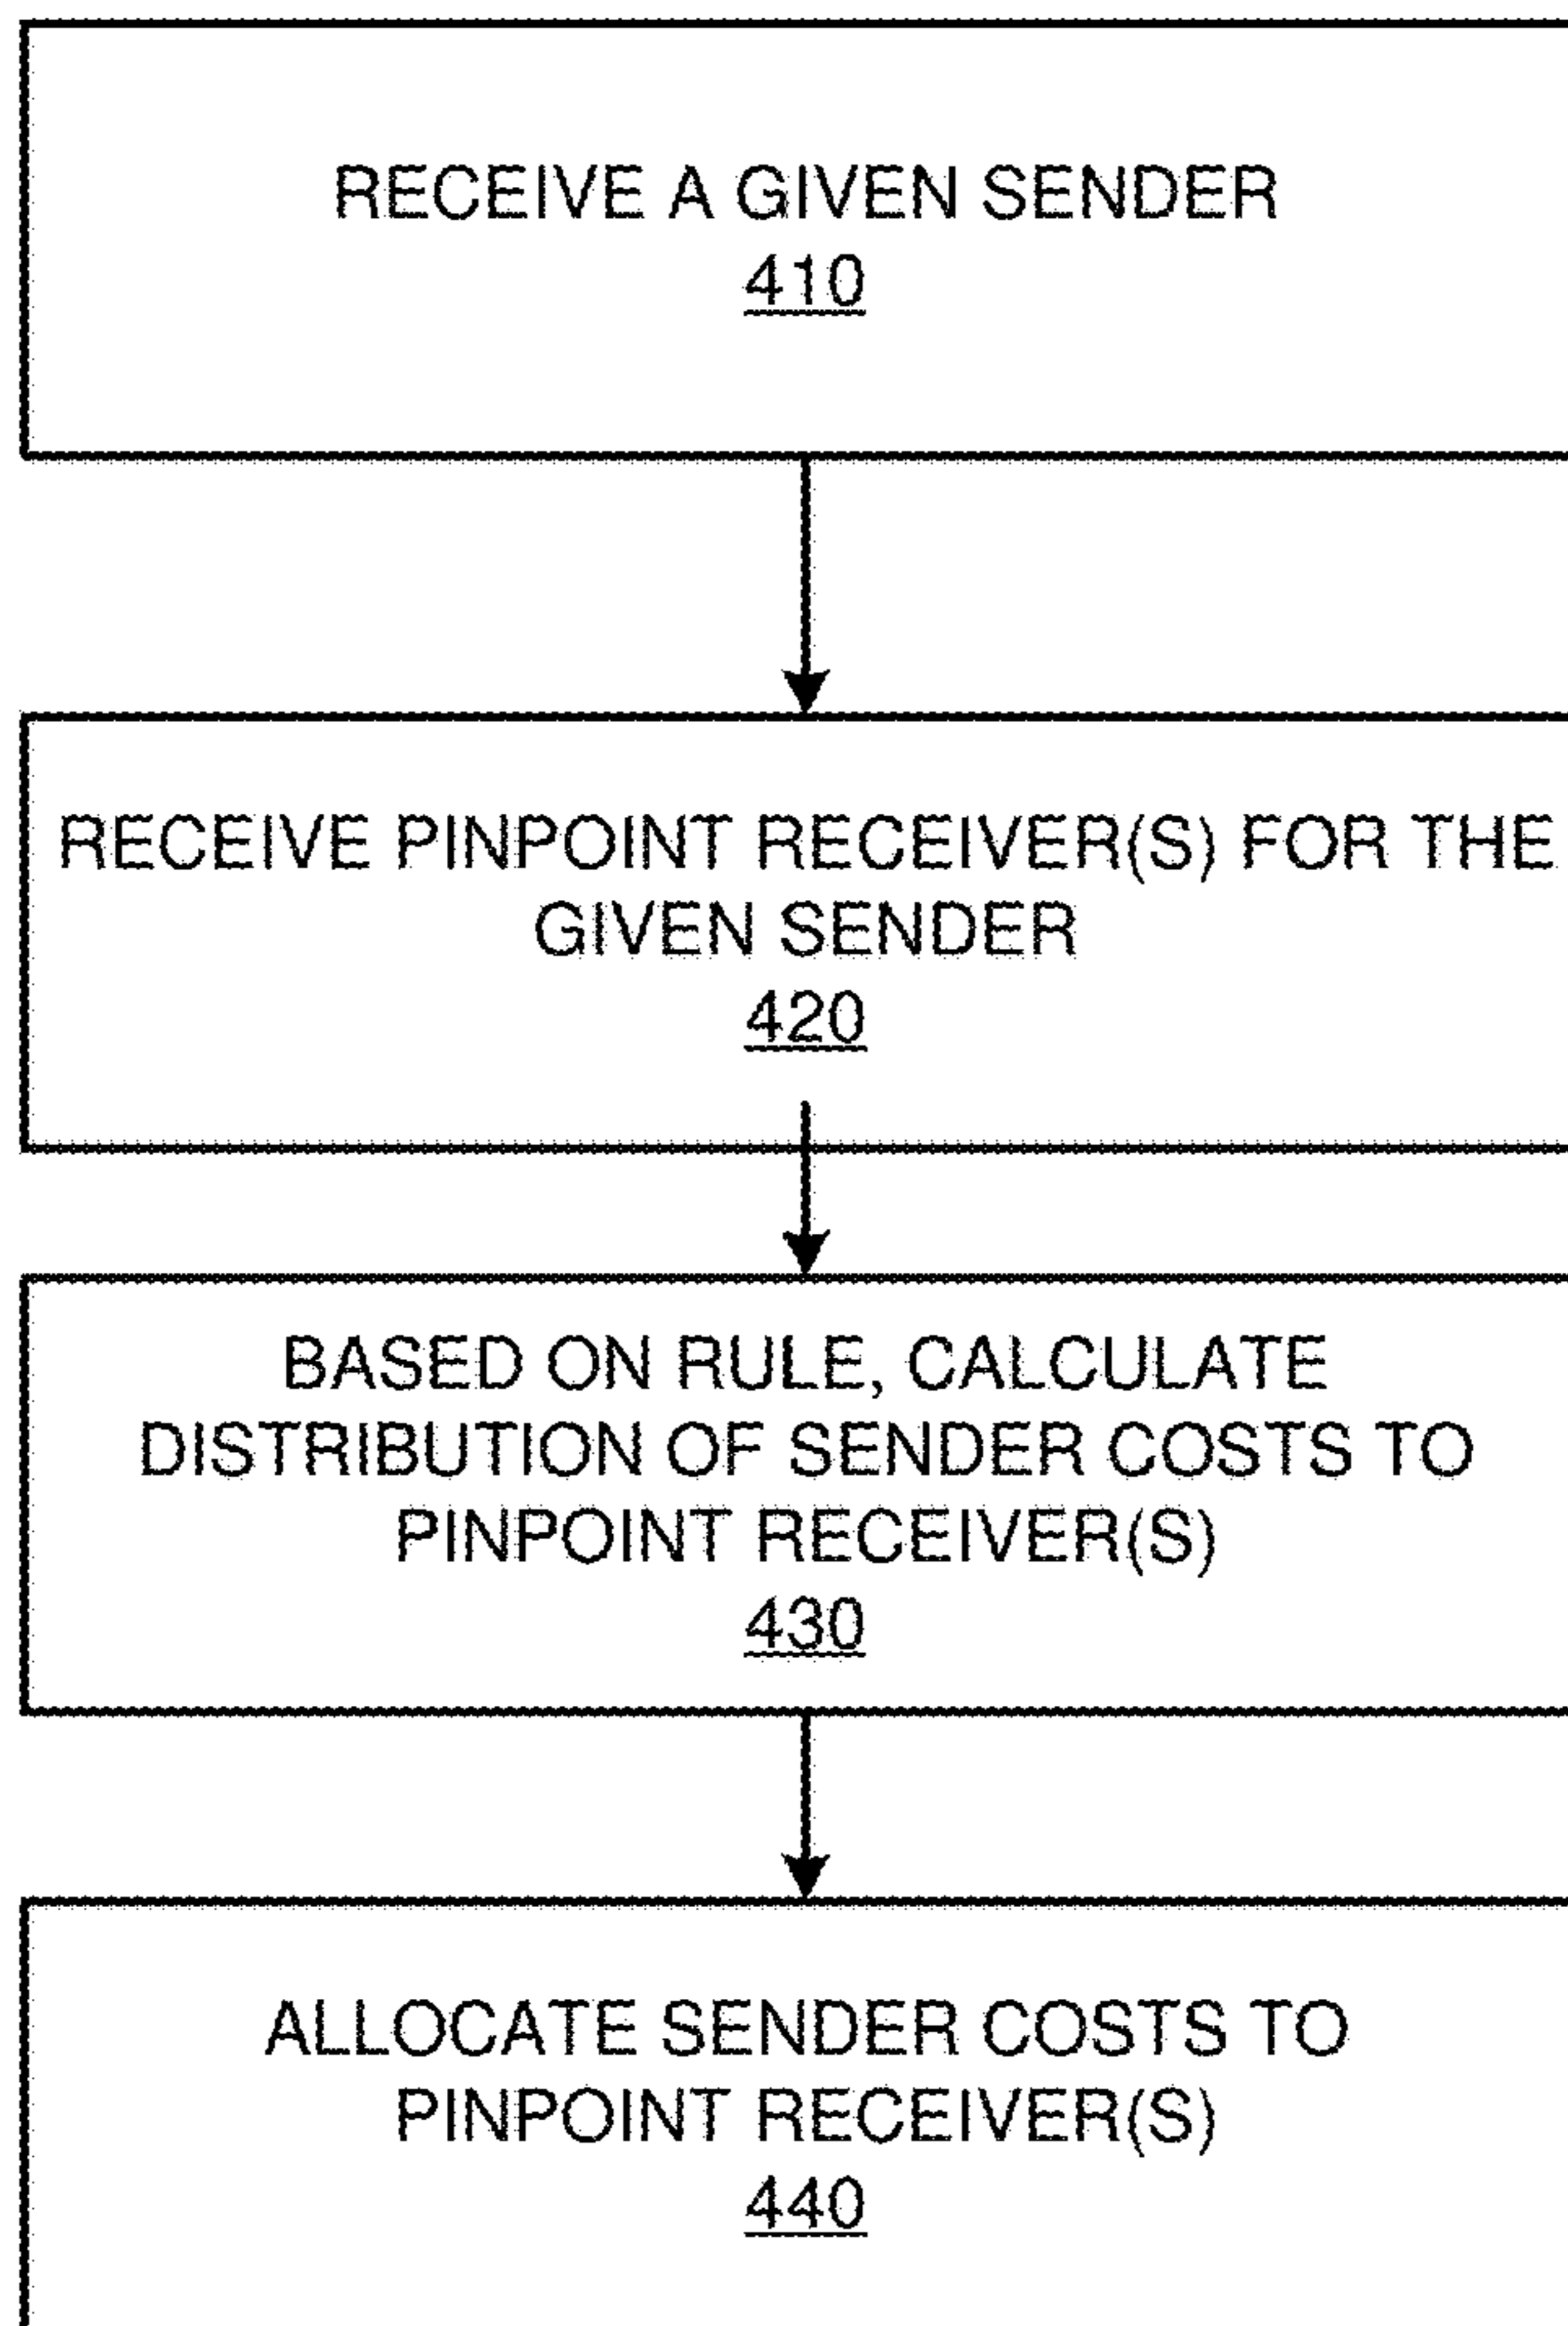 RECEIVE A GIVEN SENDER
410
RECEIVE PINPOINT RECEIVER(S) FOR THE
GIVEN SENDER
420
BASED ON RULE, CALCULATE
DISTRIBUTION OF SENDER COSTS TO
PINPOINT RECEIVER(S)
430
ALLOCATE SENDER COSTS TO
PINPOINT RECEIVER(S)
440